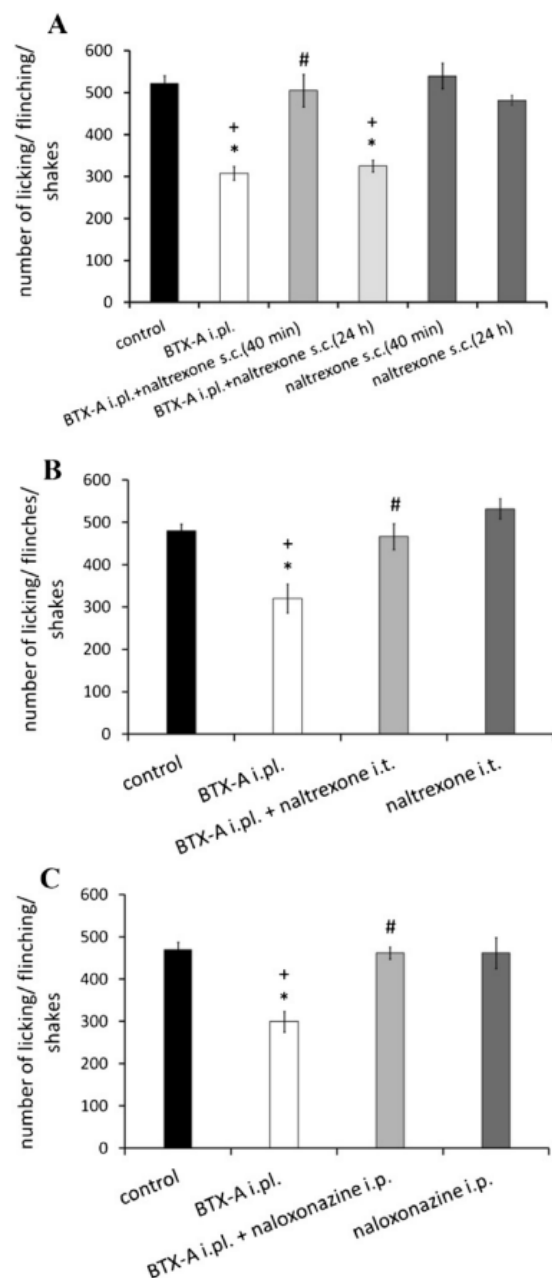 A
number of licking/ flinching/
shakes
600
500
400
300
200
100
0
+
*
#
+
*
control
BTX-A i.pl.
BTX-A i.pl.+naltrexone s.c.(40 min)
BTX-A i.pl.+naltrexone s.c.(24 h)
naltrexone s.c.(40 min)
naltrexone s.c.(24 h)
B
number of licking/ flinches/
shakes
600
500
400
300
200
100
0
+
*
#
control
BTX-A i.pl.
BTX-A i.pl. + naltrexone i.t.
naltrexone i.t.
C
number of licking/ flinching/
shakes
600
500
400
300
200
100
0
+
*
#
control
BTX-A i.pl.
BTX-A i.pl. + naloxonazine i.p.
naloxonazine i.p.